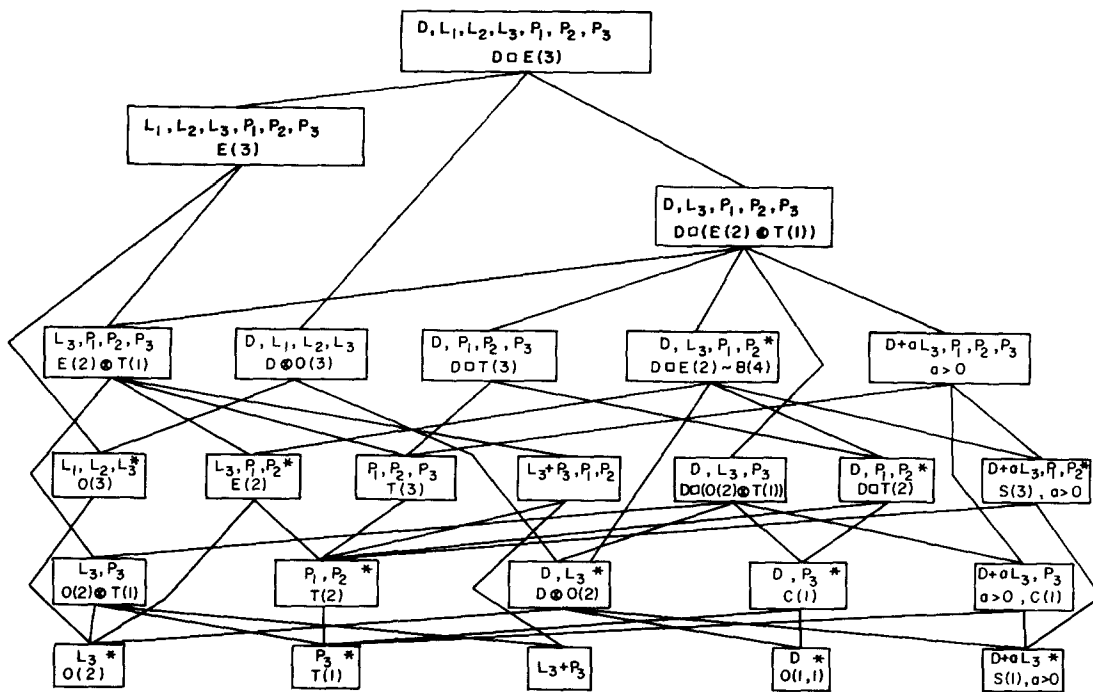 D, L₁, L₂, L₃, P₁, P₂, P₃
D □ E(3)
L₁, L₂, L₃, P₁, P₂, P₃
E(3)
D, L₃, P₁, P₂, P₃
D□(E(2) ⊗ T(1))
L₃, P₁, P₂, P₃
E(2) ⊗ T(1)
D, L₁, L₂, L₃
D⊗O(3)
D, P₁, P₂, P₃
D□T(3)
D, L₃, P₁, P₂*
D□E(2) ~ B(4)
D+aL₃, P₁, P₂, P₃
a>0
L₁, L₂, L₃*
O(3)
L₃, P₁, P₂*
E(2)
P₁, P₂, P₃
T(3)
L₃+P₃, P₁, P₂
D, L₃, P₃
D□(O(2)⊗T(1))
D, P₁, P₂*
D□T(2)
D+aL₃, P₁, P₂*
S(3), a>0
L₃, P₃
O(2)⊗T(1)
P₁, P₂ *
T(2)
D, L₃ *
D⊗O(2)
D, P₃ *
C(1)
D+aL₃, P₃
a>0, C(1)
L₃ *
O(2)
P₃ *
T(1)
L₃+P₃
D *
O(1,1)
D+aL₃ *
S(1), a>0